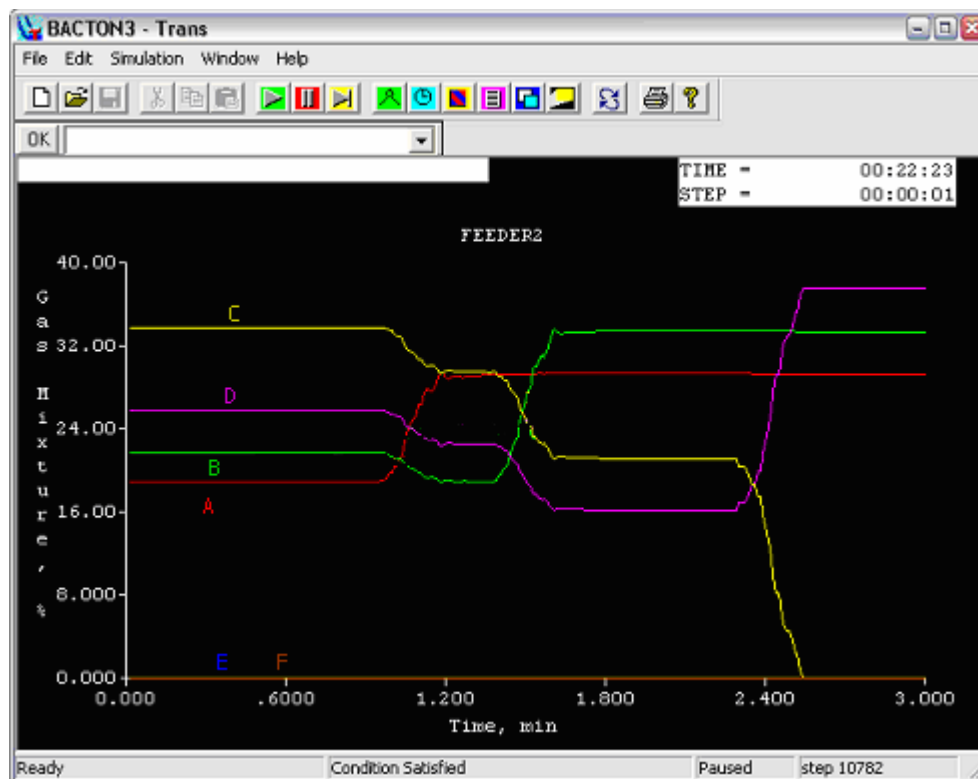 BACTON3 - Trans
File Edit Simulation Window Help
OK
TIME = 00:22:23
STEP = 00:00:01
FEEDER2
Gas Mixture, %
40.00
32.00
24.00
16.00
8.000
0.000
C
D
B
A
E F
0.000 .6000 1.200 1.800 2.400 3.000
Time, min
Ready Condition Satisfied Paused step 10782